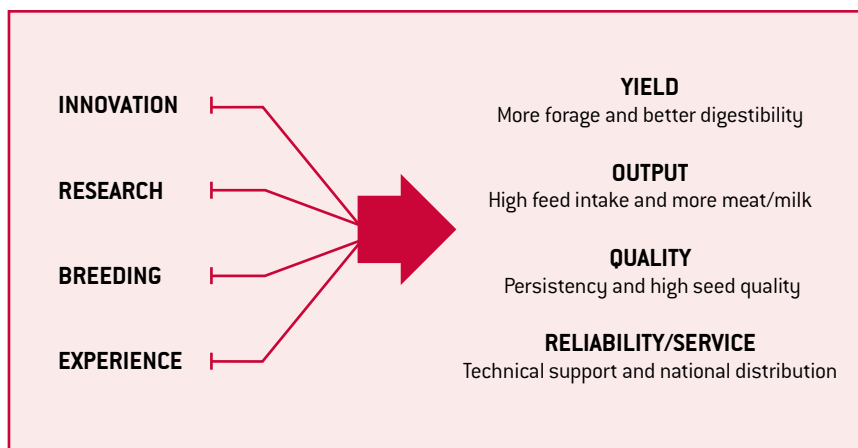 INNOVATION
RESEARCH
BREEDING
EXPERIENCE
YIELD
More forage and better digestibility
OUTPUT
High feed intake and more meat/milk
QUALITY
Persistency and high seed quality
RELIABILITY/SERVICE
Technical support and national distribution